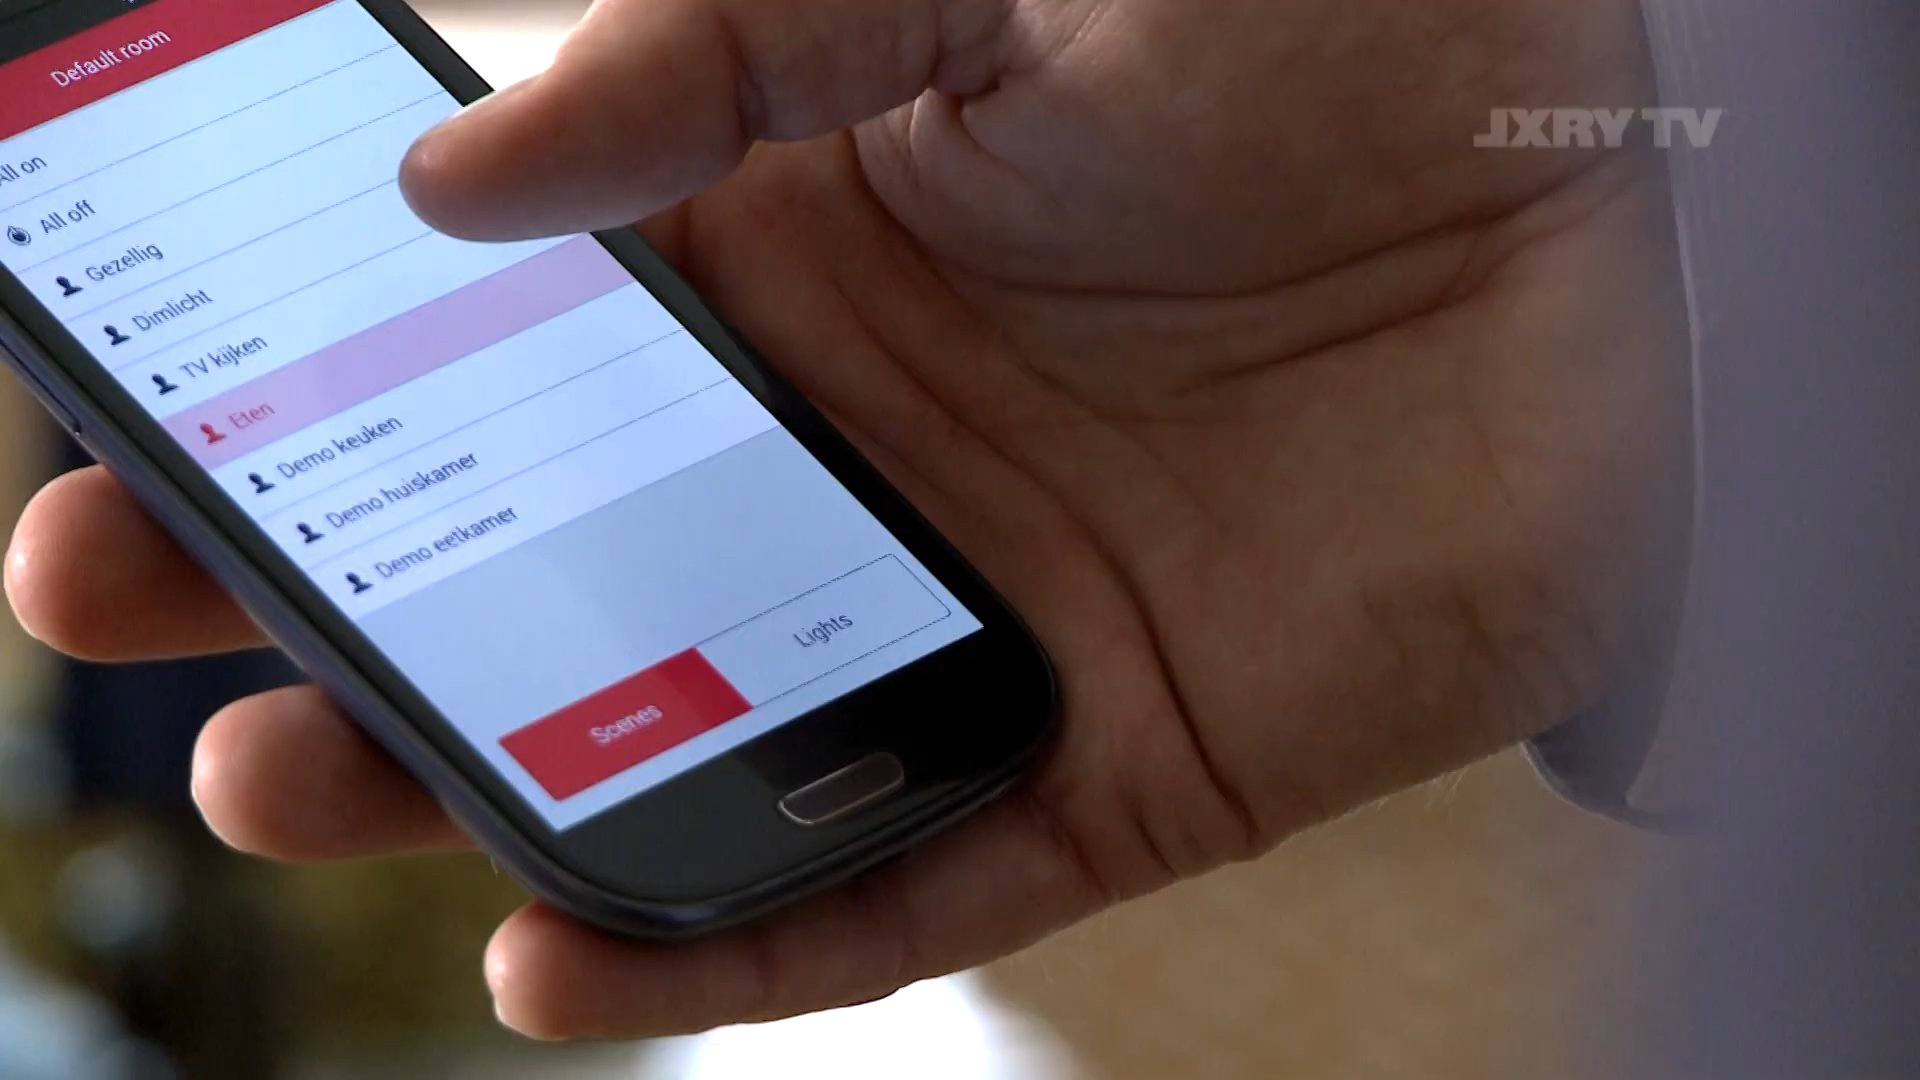 Default room
JXRY TV
All on
All off
Gezellig
Dimlicht
TV kijken
Eten
Demo keuken
Demo huiskamer
Demo eetkamer
Lights
Scenes